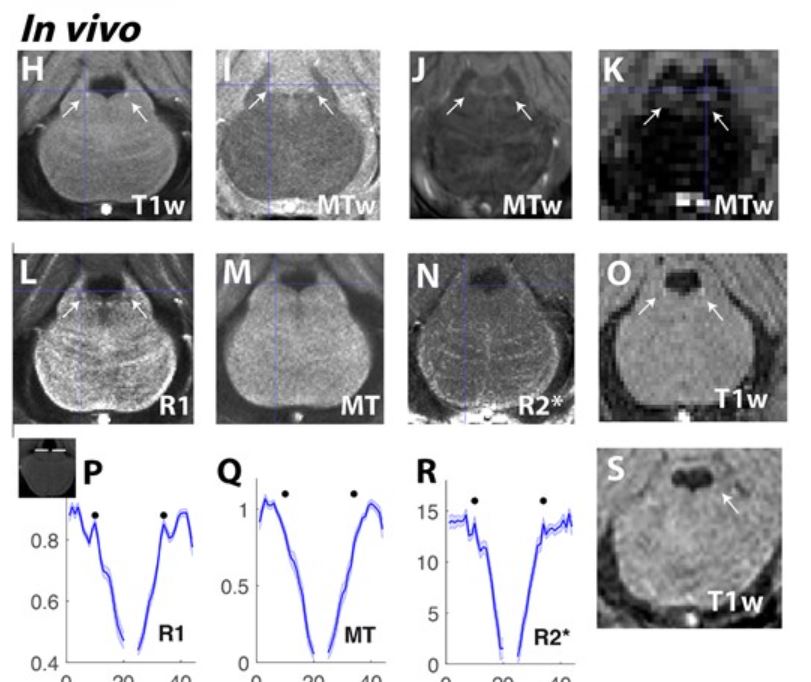 In vivo
H I J K
T1w MTw MTw MTw
L M N O
R1 MT R2* T1w
P Q R S
0.8
0.6
0.4
R1
1
0.5
0
MT
15
10
5
0
R2*
T1w
0 20 40 0 20 40 0 20 40